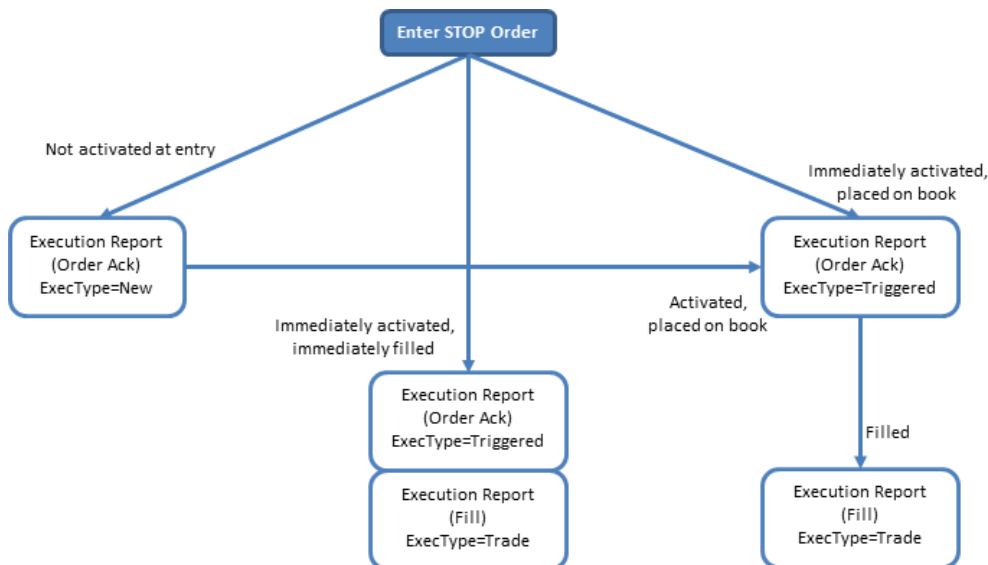 Enter STOP Order
Not activated at entry
Immediately activated,
placed on book
Execution Report
(Order Ack)
ExecType=New
Execution Report
(Order Ack)
ExecType=Triggered
Immediately activated,
immediately filled
Activated,
placed on book
Execution Report
(Order Ack)
ExecType=Triggered
Filled
Execution Report
(Fill)
ExecType=Trade
Execution Report
(Fill)
ExecType=Trade